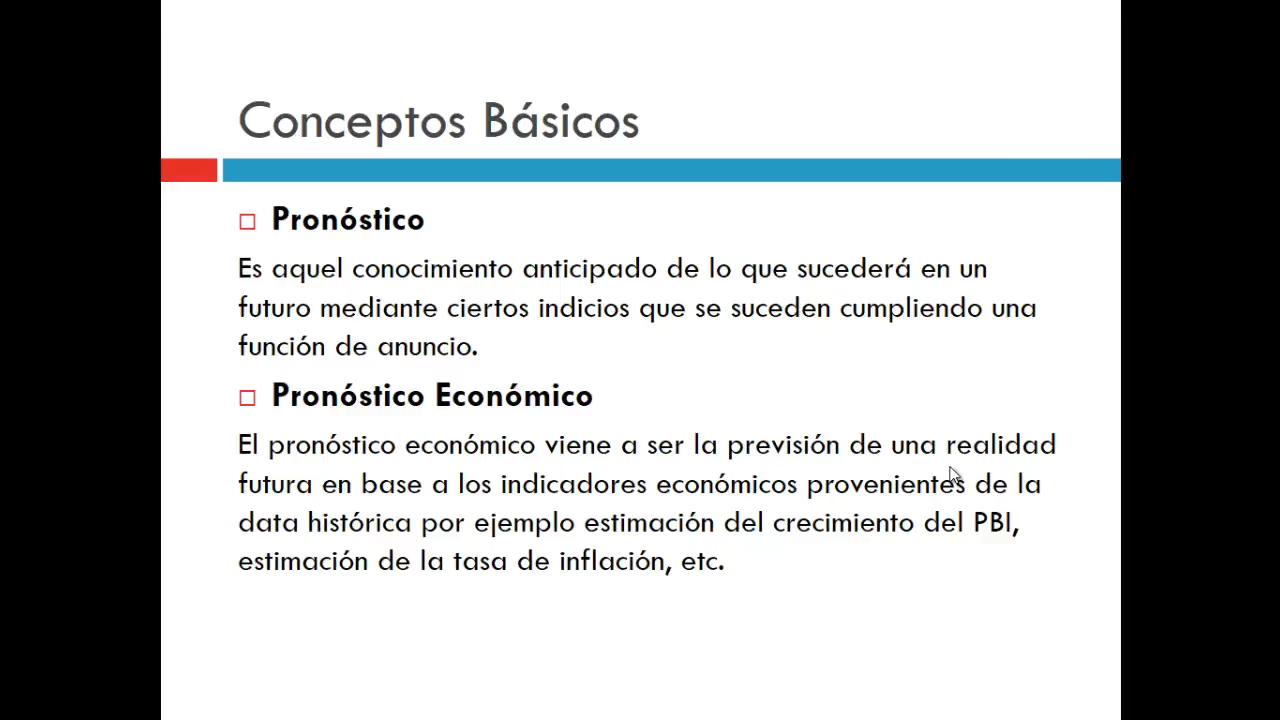 Conceptos Básicos
Pronóstico
Es aquel conocimiento anticipado de lo que sucederá en un
futuro mediante ciertos indicios que se suceden cumpliendo una
función de anuncio.
Pronóstico Económico
El pronóstico económico viene a ser la previsión de una realidad
futura en base a los indicadores económicos provenientes de la
data histórica por ejemplo estimación del crecimiento del PBI,
estimación de la tasa de inflación, etc.